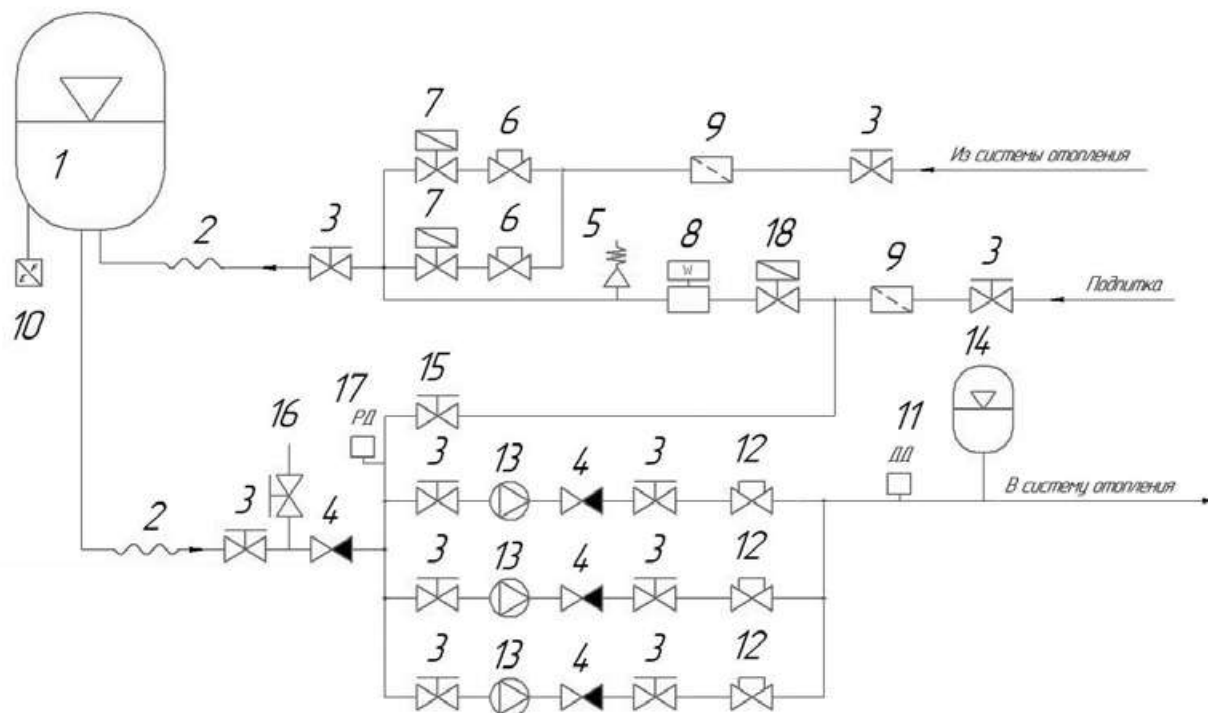 7 6 9 3
Из системы отопления
1
2 3 7 6 5 8 18 9 3
W
Подпитка
10
14
17 15
РД
16
11
ДД
3 13 4 3 12
В систему отопления
2 3 4
3 13 4 3 12
3 13 4 3 12